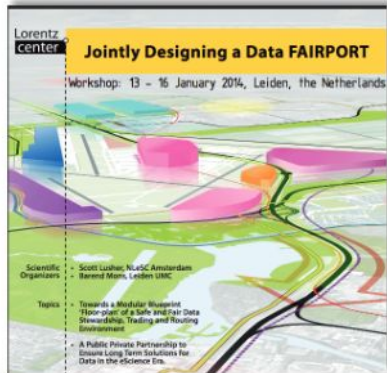 Lorentz
center
Jointly Designing a Data FAIRPORT
Workshop: 13 - 16 January 2014, Leiden, the Netherlands
Scientific
Organizers
• Scott Lusher, NLeSC Amsterdam
• Barend Mons, Leiden UMC
Topics
• Towards a Modular Blueprint
'Floor-plan' of a Safe and Fair Data
Stewardship, Trading and Routing
Environment
• A Public Private Partnership to
Ensure Long Term Solutions for
Data in the eScience Era.